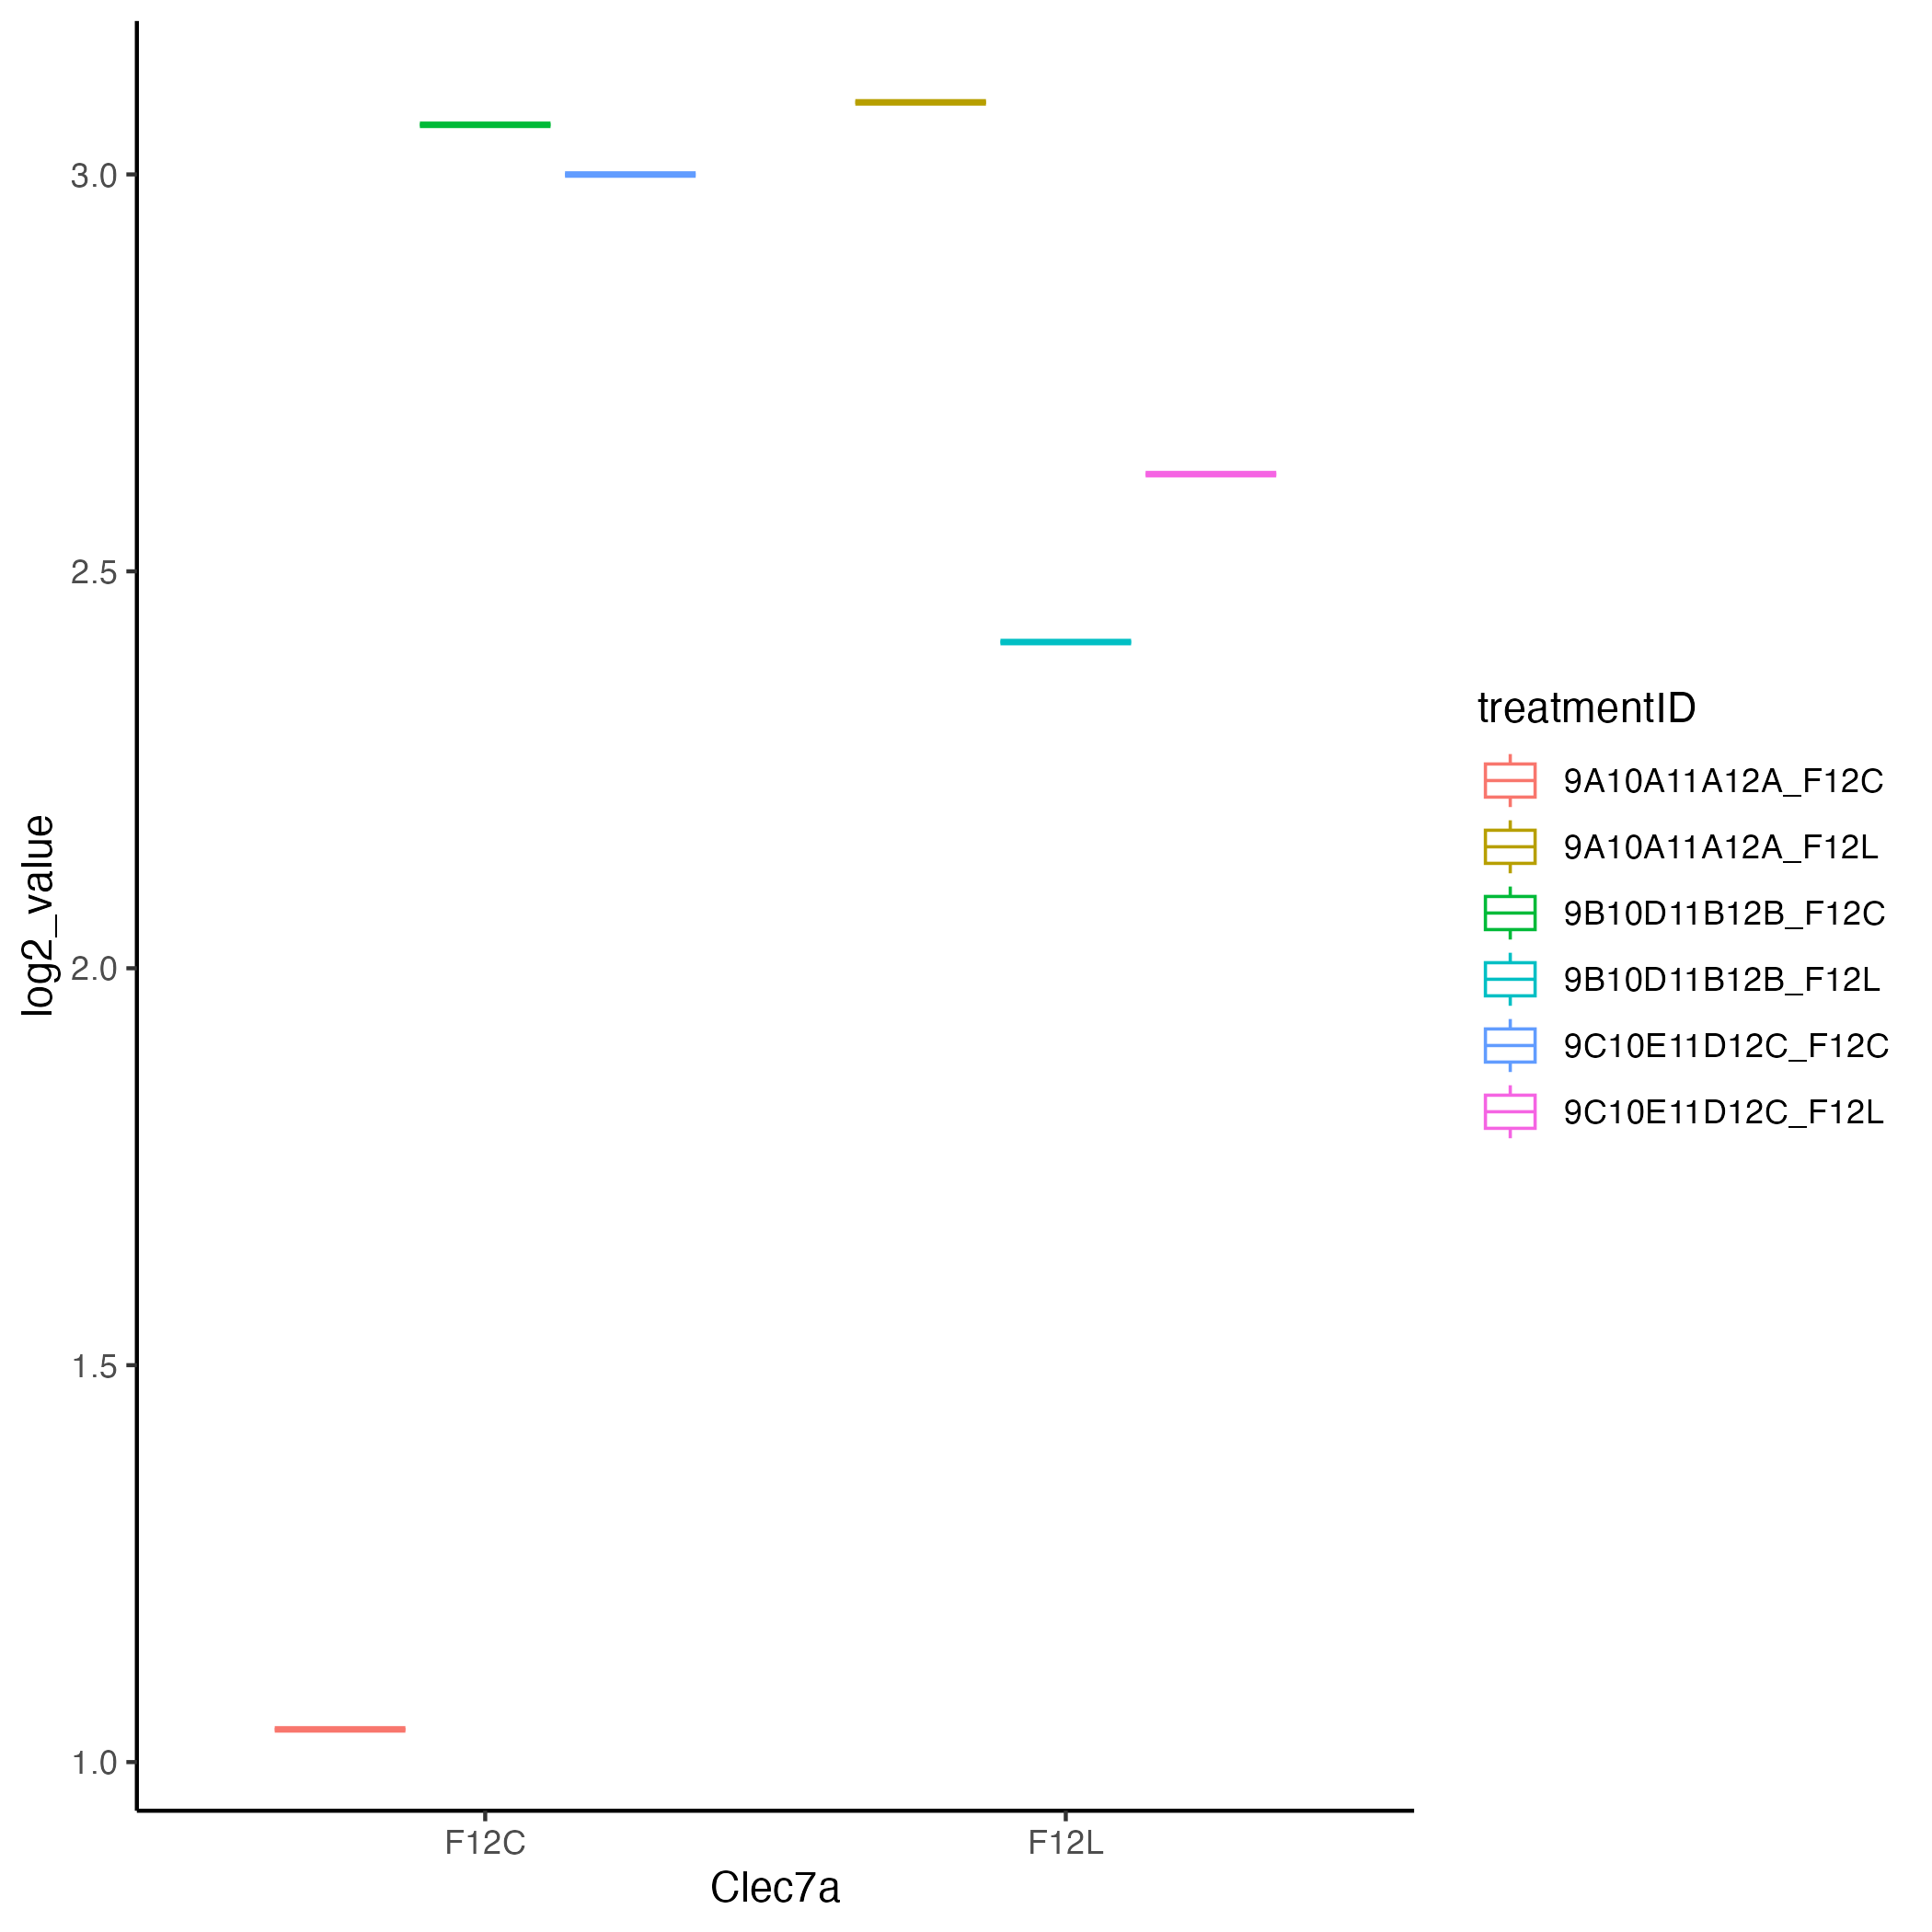 log2_value
3.0
2.5
2.0
1.5
1.0
F12C
F12L
Clec7a
treatmentID
9A10A11A12A_F12C
9A10A11A12A_F12L
9B10D11B12B_F12C
9B10D11B12B_F12L
9C10E11D12C_F12C
9C10E11D12C_F12L